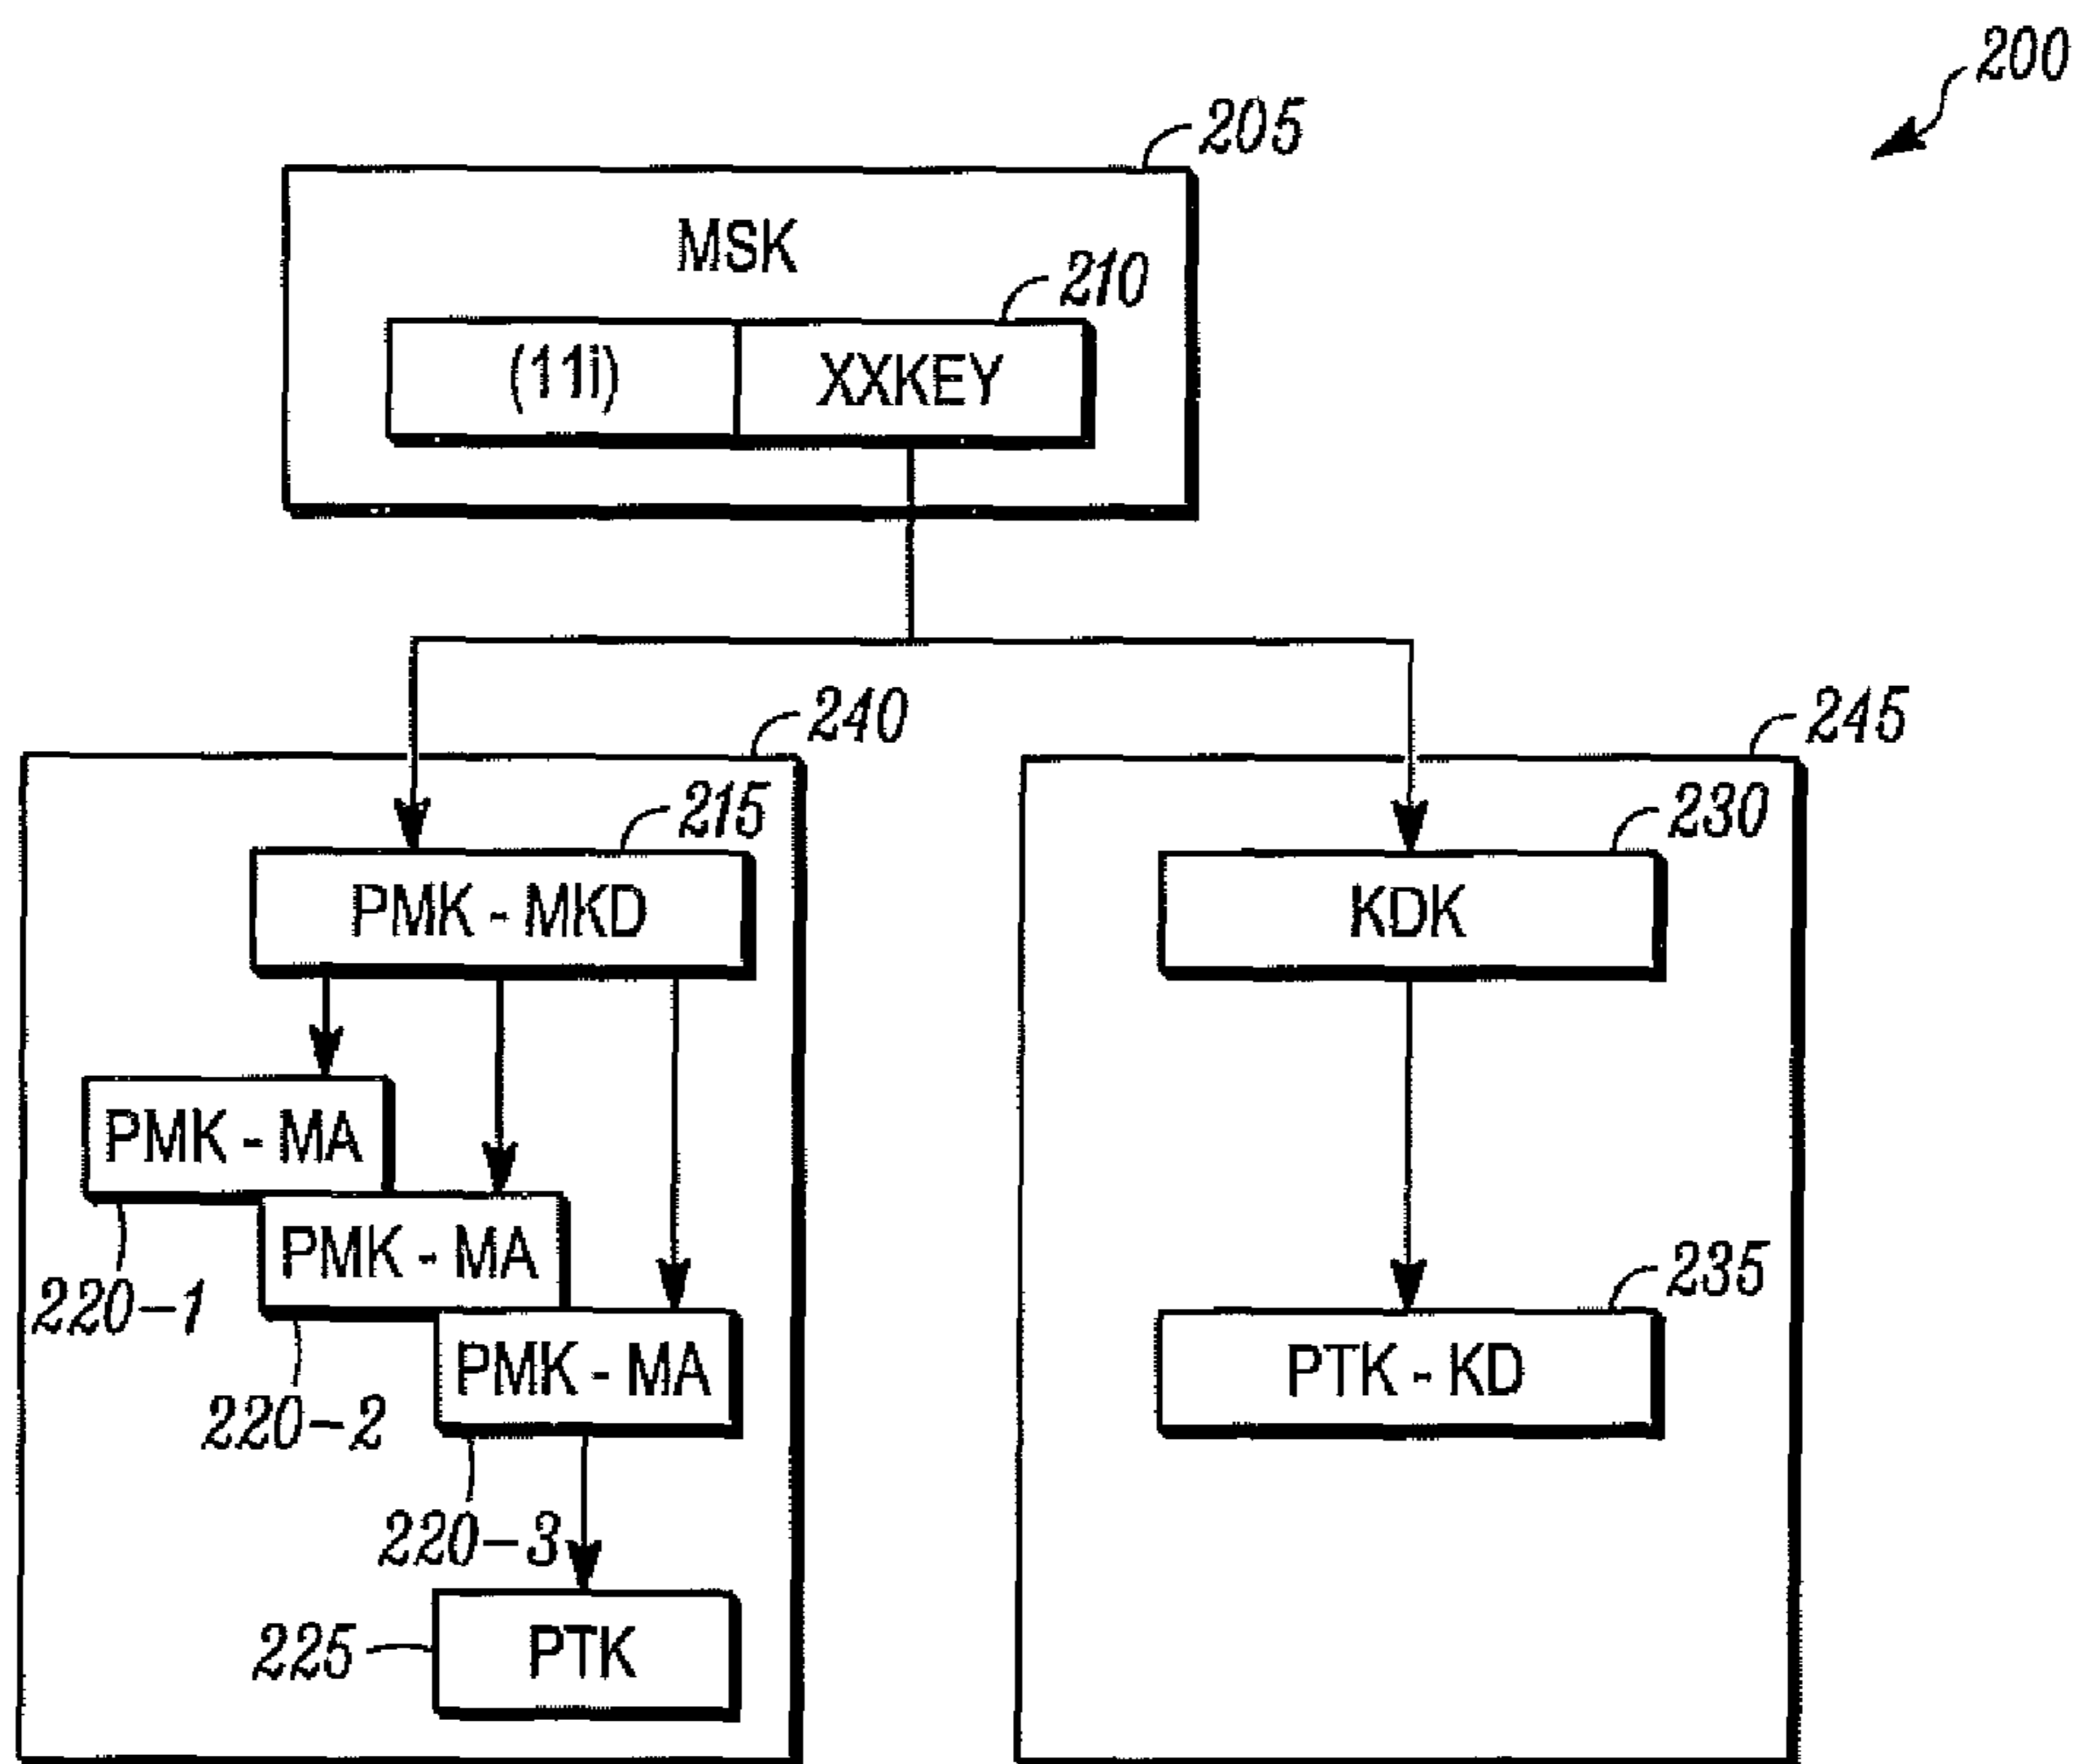 200
205
MSK
210
(11i) XXKEY
240
245
215
230
PMK - MKD
KDK
PMK - MA
220-1
PMK - MA
220-2
PMK - MA
220-3
235
PTK - KD
225
PTK